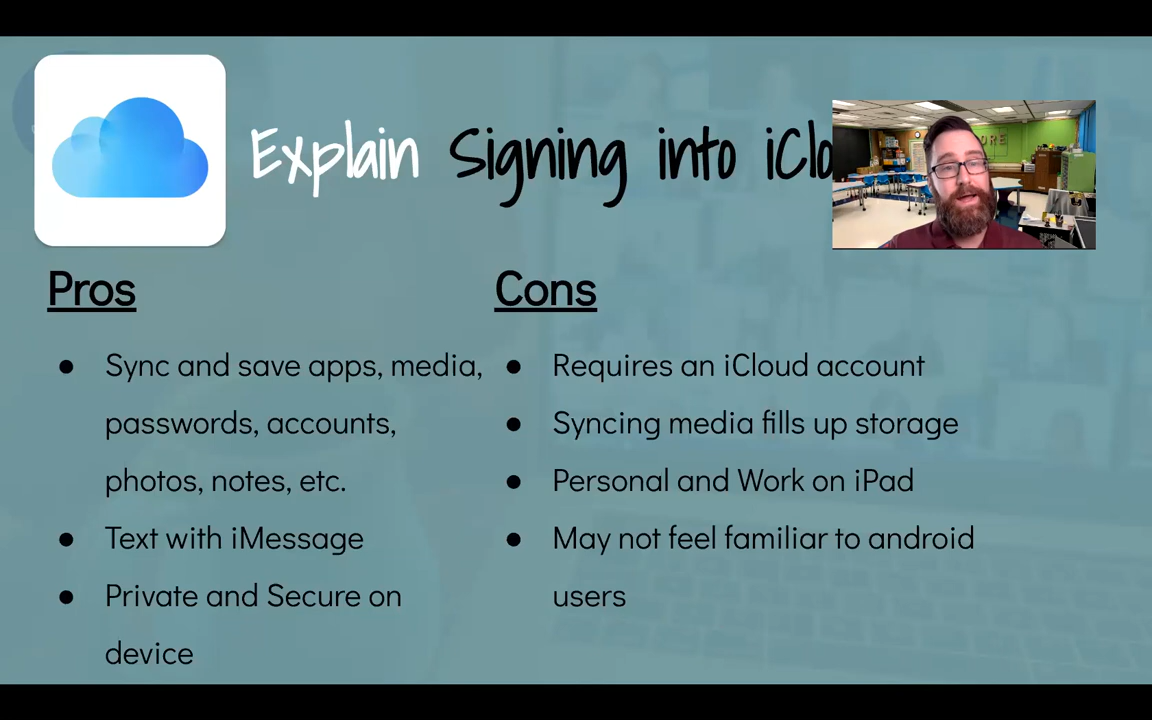 Explain Signing into iClo
Pros
Sync and save apps, media,
passwords, accounts,
photos, notes, etc.
Text with iMessage
Private and Secure on
device
Cons
Requires an iCloud account
Syncing media fills up storage
Personal and Work on iPad
May not feel familiar to android
users